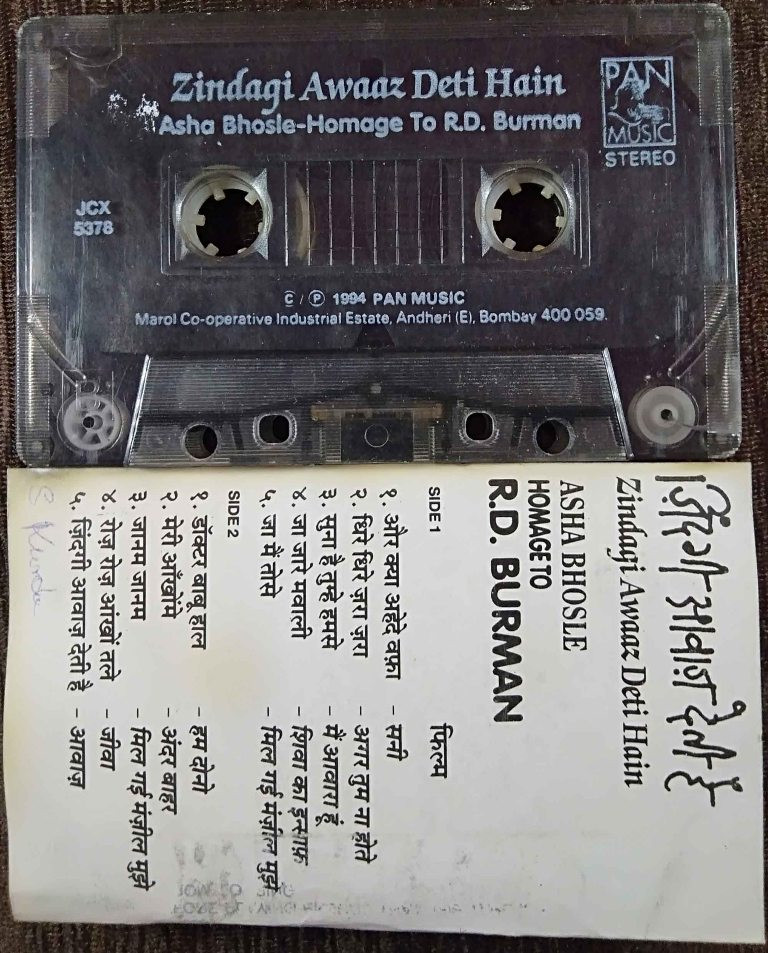 Zindagi Awaaz Deti Hain
Asha Bhosle-Homage To R.D. Burman
PAN
MUSIC
STEREO
JCX
5378
C / P 1994 PAN MUSIC
Marol Co-operative Industrial Estate, Andheri (E), Bombay 400 059.
ज़िंदगी आवाज़ देती है
Zindagi Awaaz Deti Hain
ASHA BHOSLE
HOMAGE TO
R.D. BURMAN
SIDE 1 फिल्म
१. और क्या अहेदे वफ़ा - सनी
२. धिरे धिरे ज़रा ज़रा - अगर तुम ना होते
३. सुना है तुम्हे हमसे - मैं आवारा हूं
४. जा जारे मवाली - शिवा का इन्साफ़
५. जा मैं तोसे - मिल गई मंज़ील मुझे
SIDE 2
१. डॉक्टर बाबू हाल - हम दोनो
२. मेरी आँखोंसे - अंदर बाहर
३. जानम जानम - मिल गई मंज़ील मुझे
४. रोज़ रोज़ आंखों तले - जीवा
५. ज़िंदगी आवाज़ देती है - आवाज़